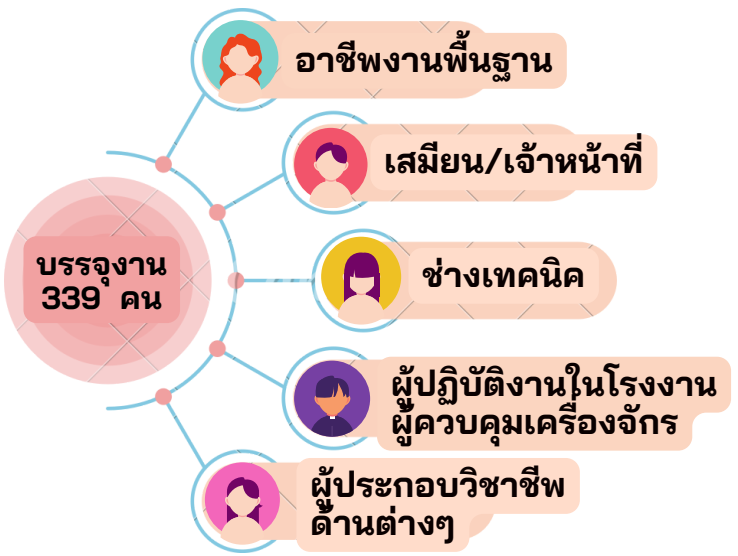 อาชีพงานพื้นฐาน
เสมียน/เจ้าหน้าที่
บรรจุงาน
339 คน
ช่างเทคนิค
ผู้ปฏิบัติงานในโรงงาน
ผู้ควบคุมเครื่องจักร
ผู้ประกอบวิชาชีพ
ด้านต่างๆ